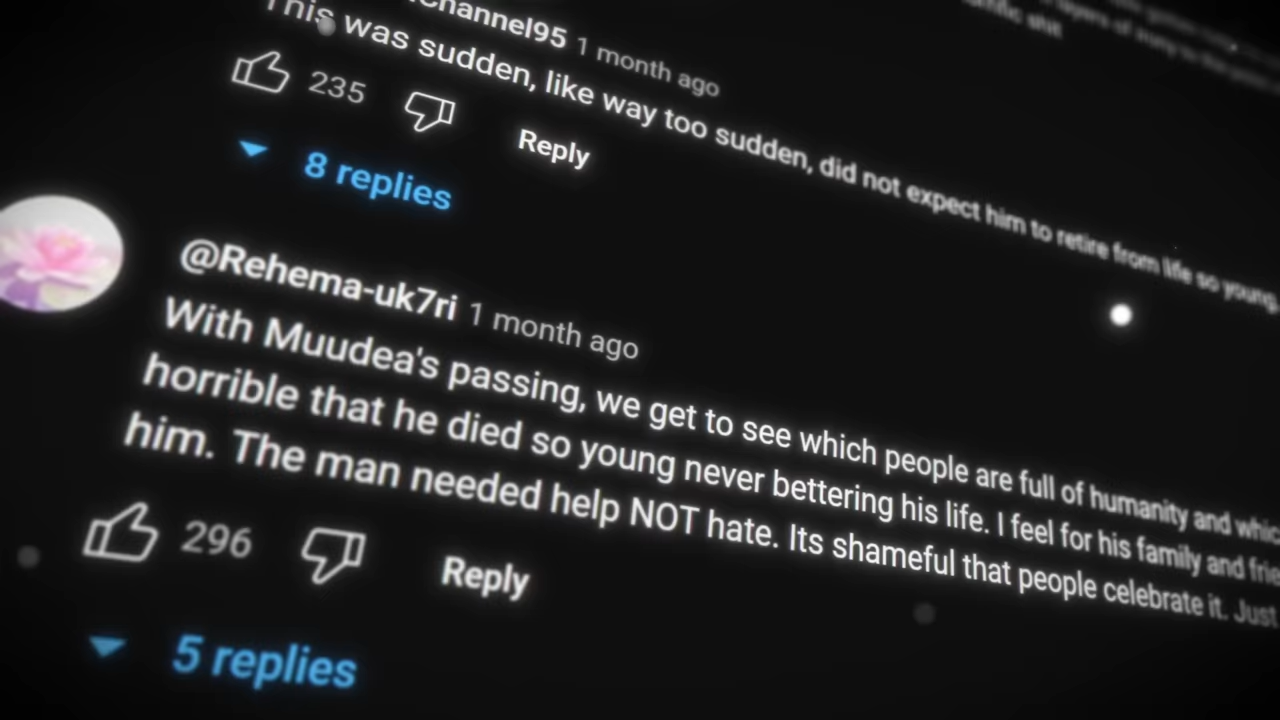 Channel95 1 month ago
This was sudden, like way too sudden, did not expect him to retire from life so young,
235 Reply
8 replies
@Rehema-uk7ri 1 month ago
With Muudea's passing, we get to see which people are full of humanity and whic
horrible that he died so young never bettering his life. I feel for his family and frie
him. The man needed help NOT hate. Its shameful that people celebrate it. Just
296 Reply
5 replies